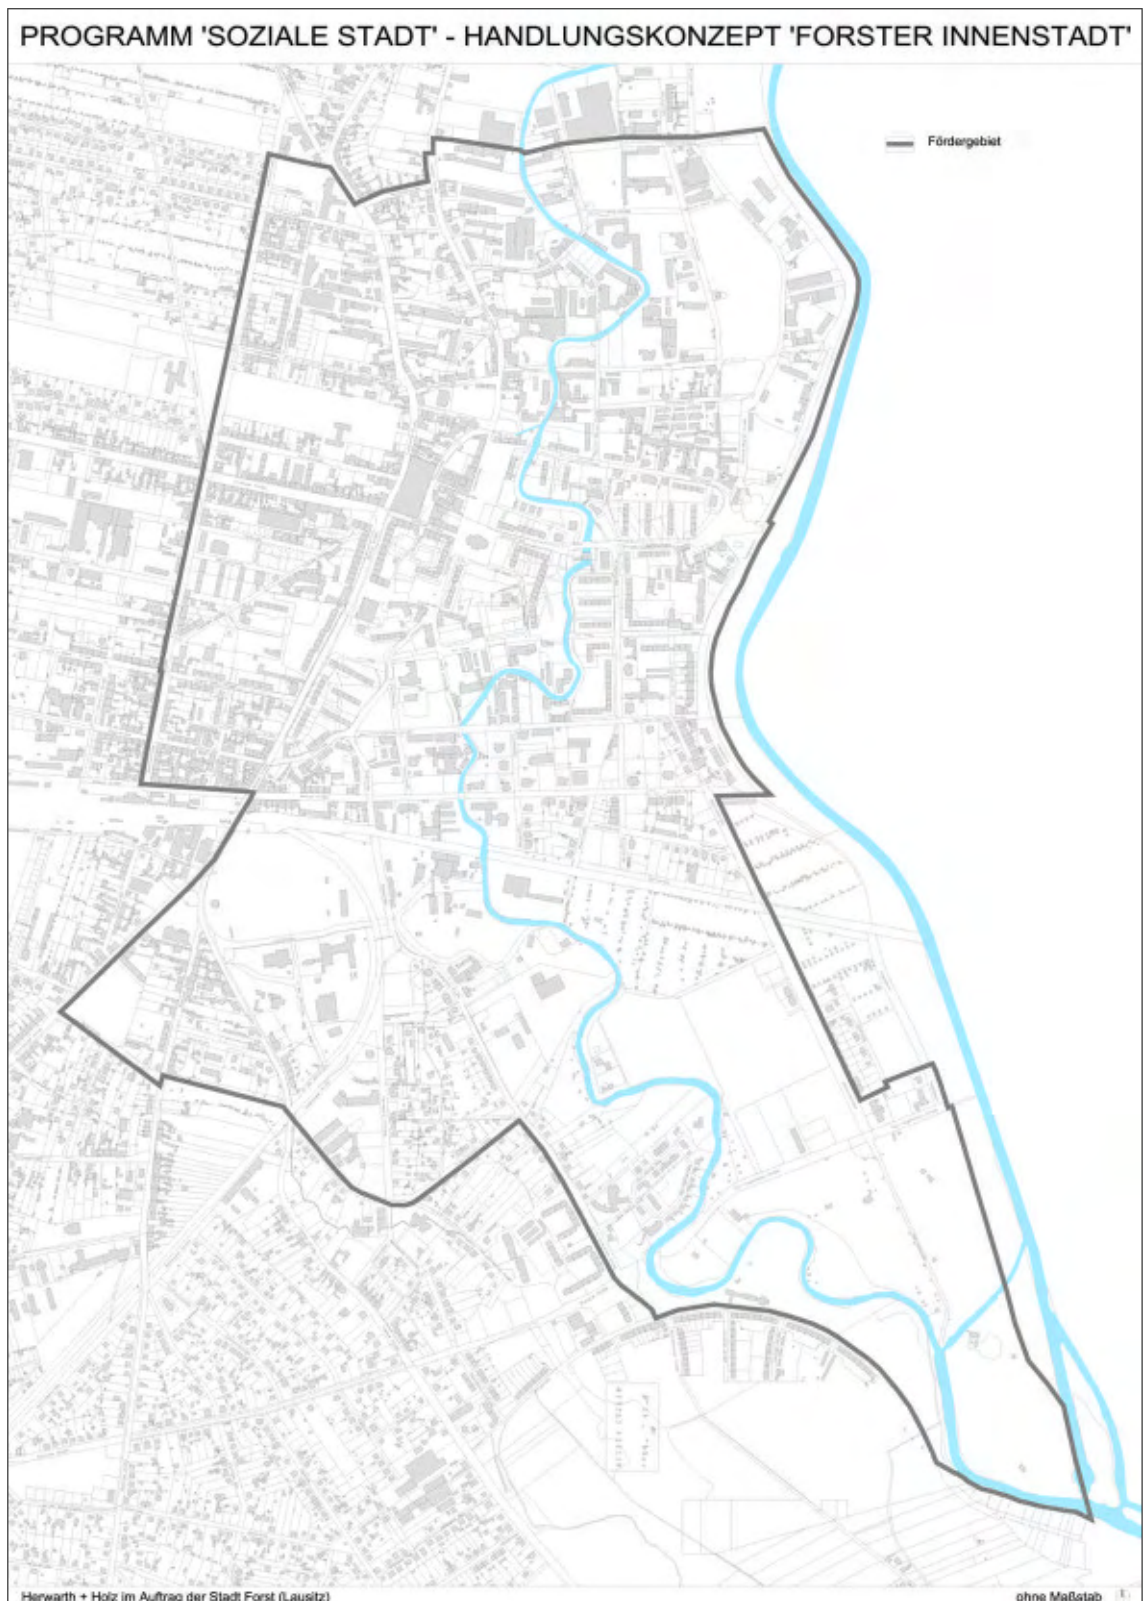 PROGRAMM 'SOZIALE STADT' - HANDLUNGSKONZEPT 'FORSTER INNENSTADT'
Fördergebiet
Herwarth + Holz im Auftrag der Stadt Forst (Lausitz)
ohne Maßstab